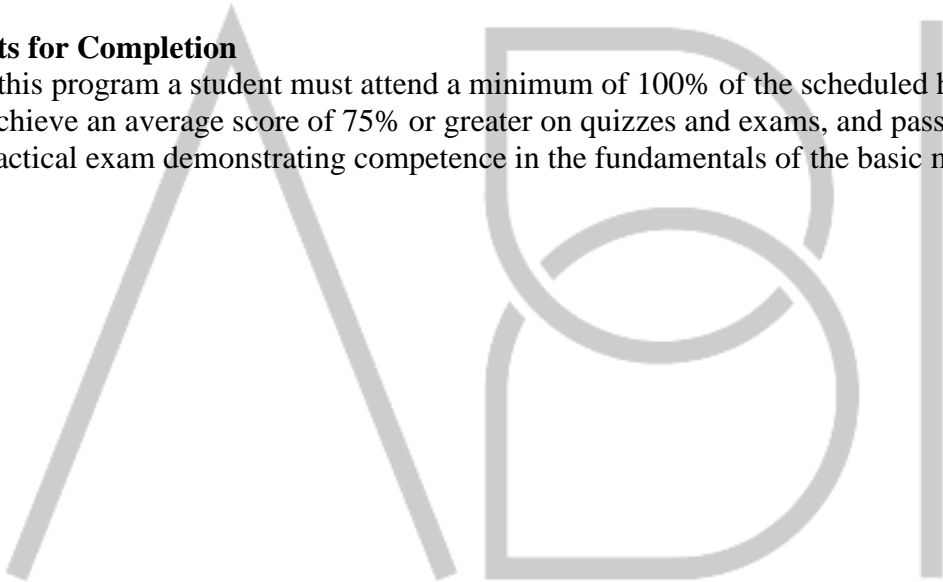 ts for Completion
this program a student must attend a minimum of 100% of the scheduled h
chieve an average score of 75% or greater on quizzes and exams, and pass
actical exam demonstrating competence in the fundamentals of the basic m